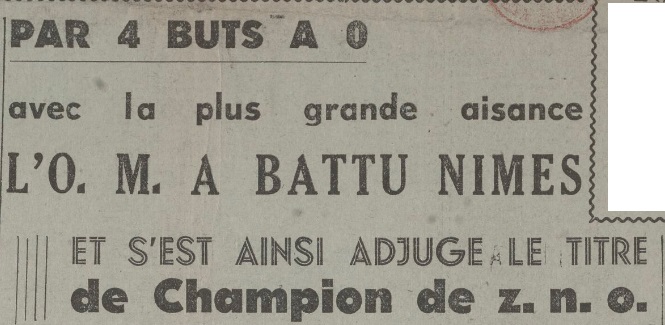 PAR 4 BUTS A 0
avec la plus grande aisance
L'O. M. A BATTU NIMES
ET S'EST AINSI ADJUGE LE TITRE
de Champion de z. n. o.